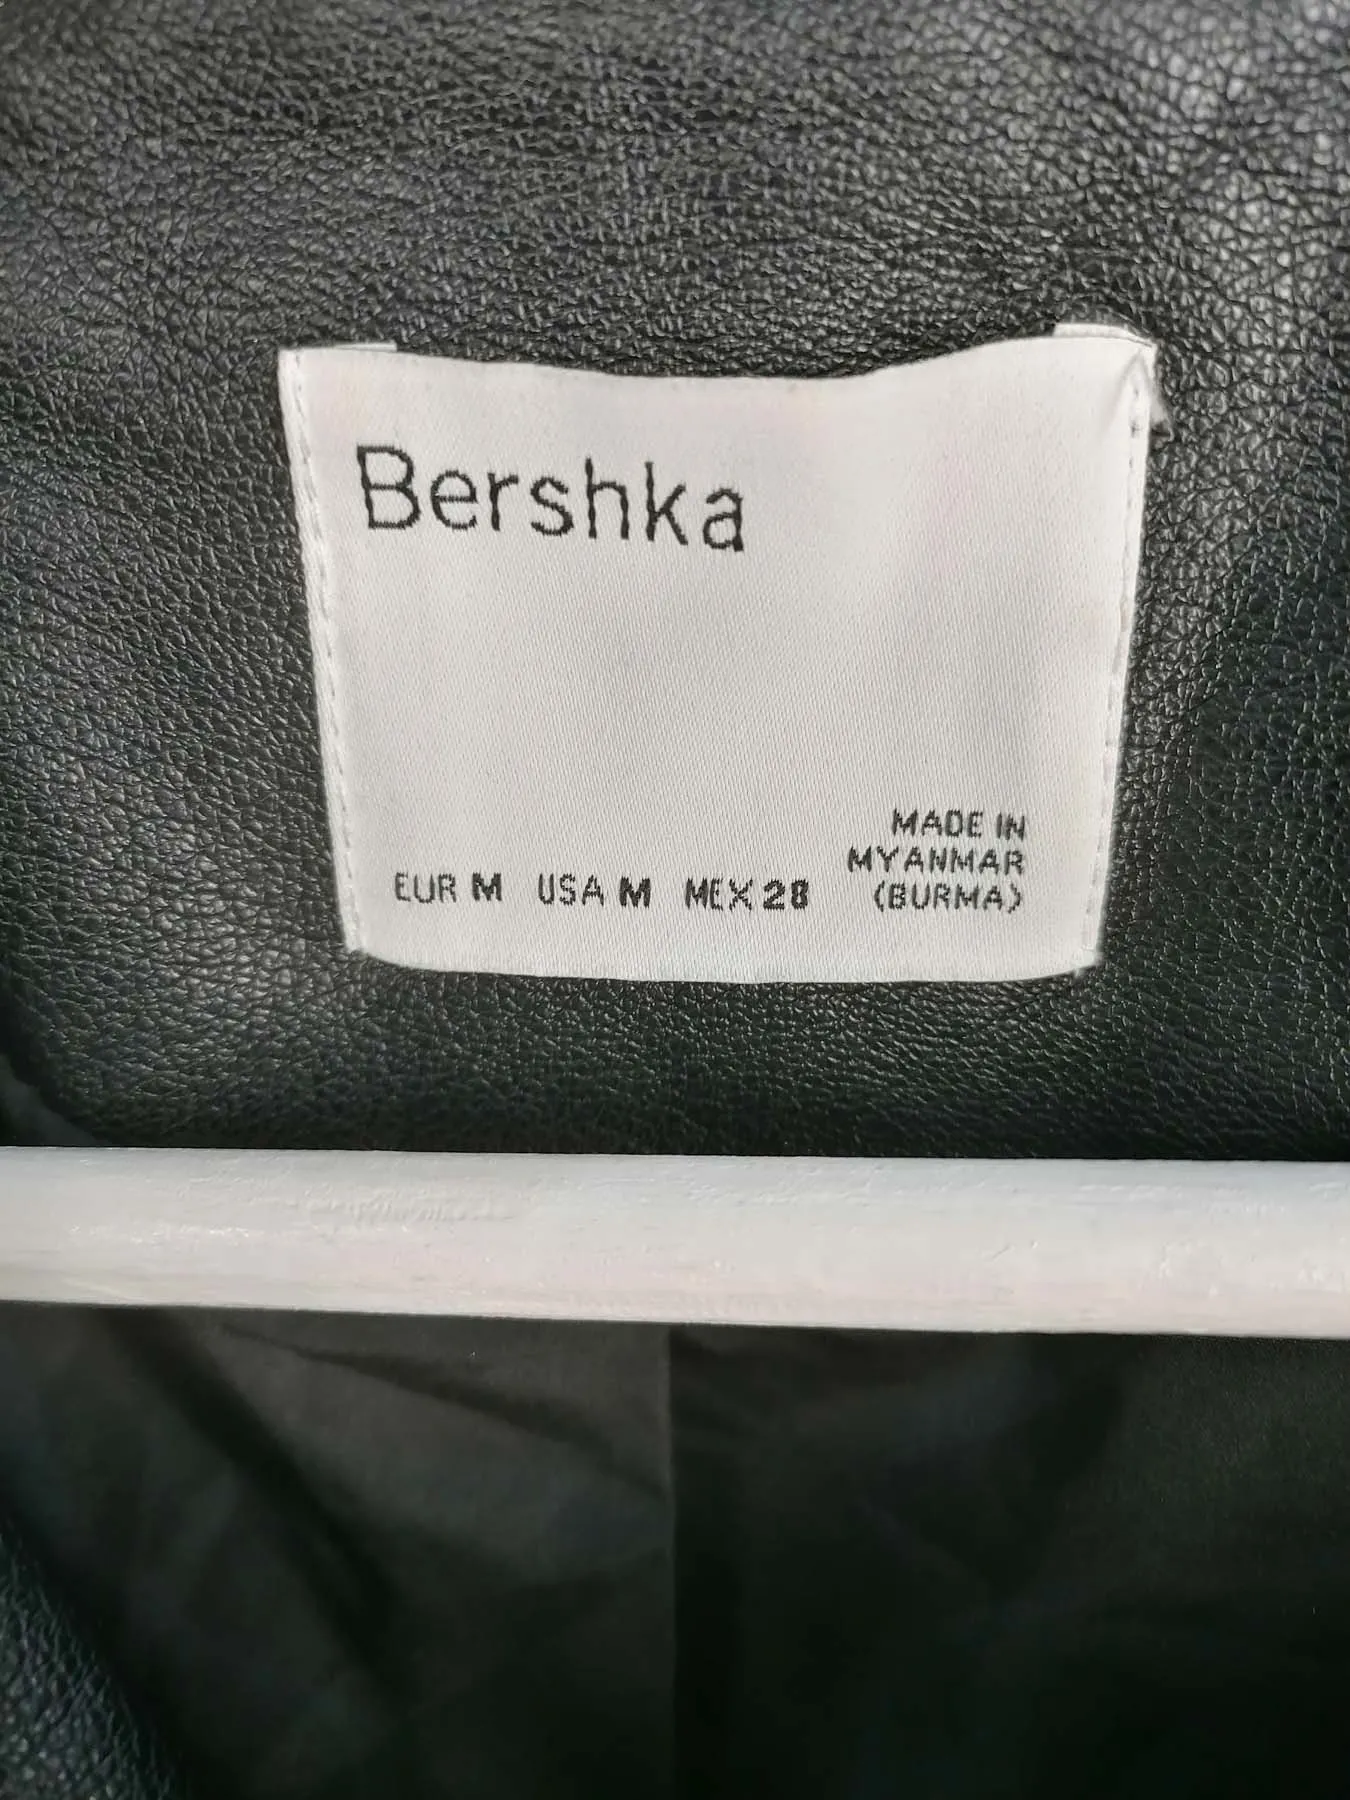 Bershka
MADE IN
MYANMAR
(BURMA)
EUR M USA M MEX 28